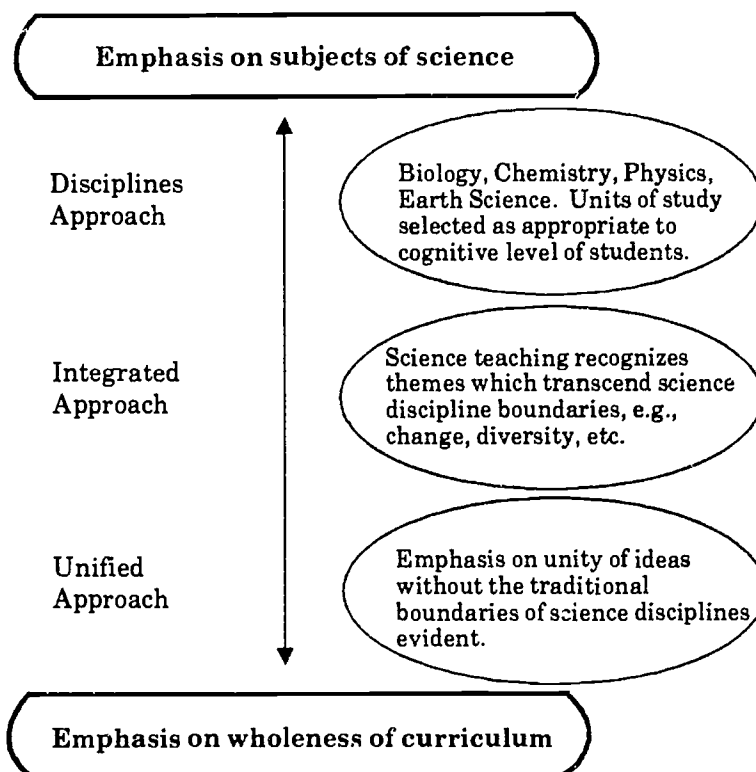 Emphasis on subjects of science
Disciplines
Approach
Biology, Chemistry, Physics,
Earth Science. Units of study
selected as appropriate to
cognitive level of students.
Integrated
Approach
Science teaching recognizes
themes which transcend science
discipline boundaries, e.g.,
change, diversity, etc.
Unified
Approach
Emphasis on unity of ideas
without the traditional
boundaries of science disciplines
evident.
Emphasis on wholeness of curriculum